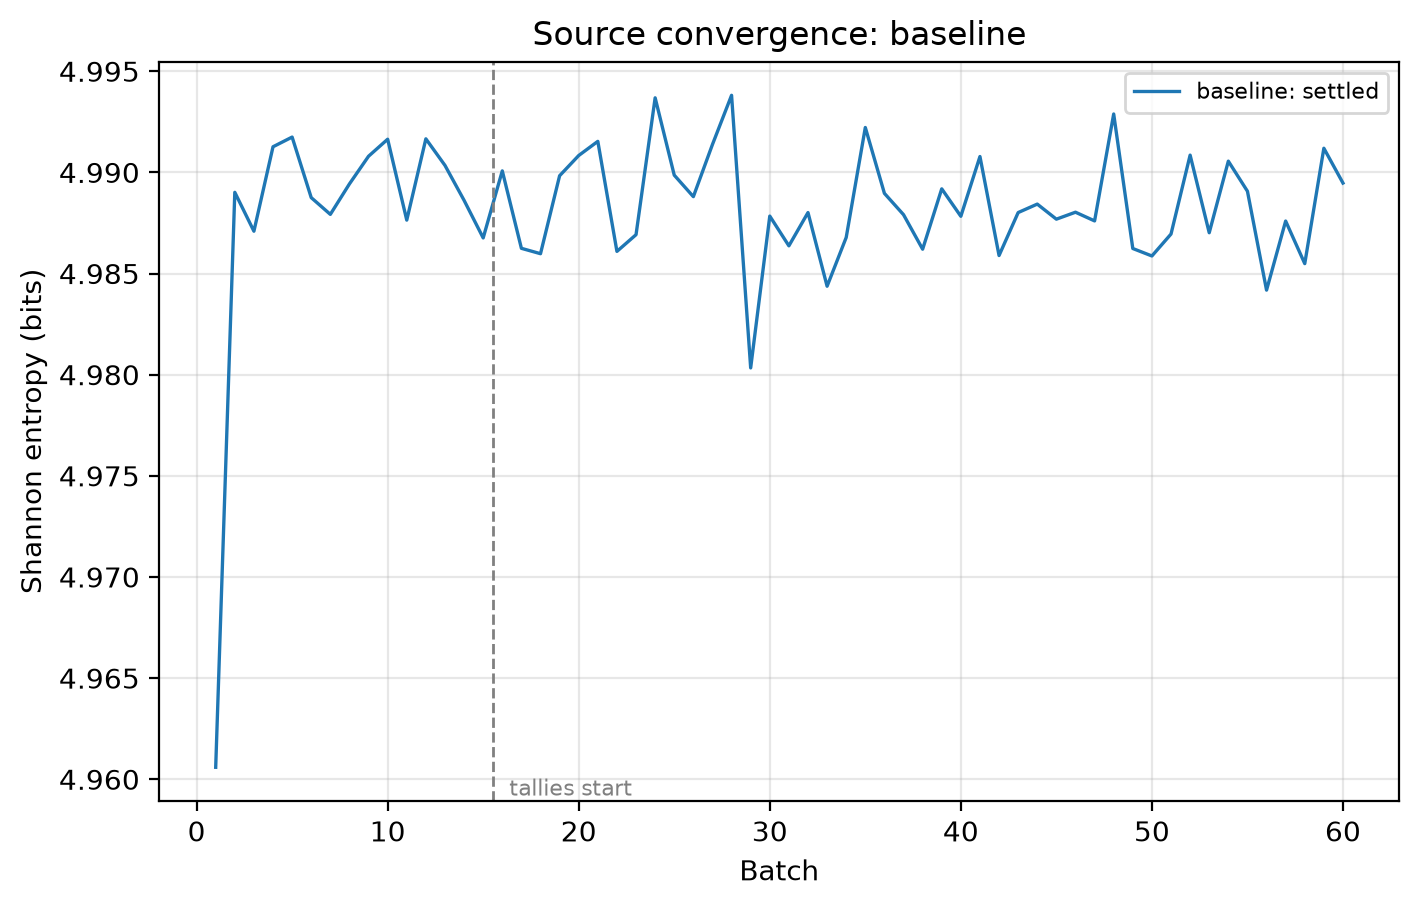 Source convergence: baseline
baseline: settled
Shannon entropy (bits)
4.995
4.990
4.985
4.980
4.975
4.970
4.965
4.960
tallies start
0 10 20 30 40 50 60
Batch